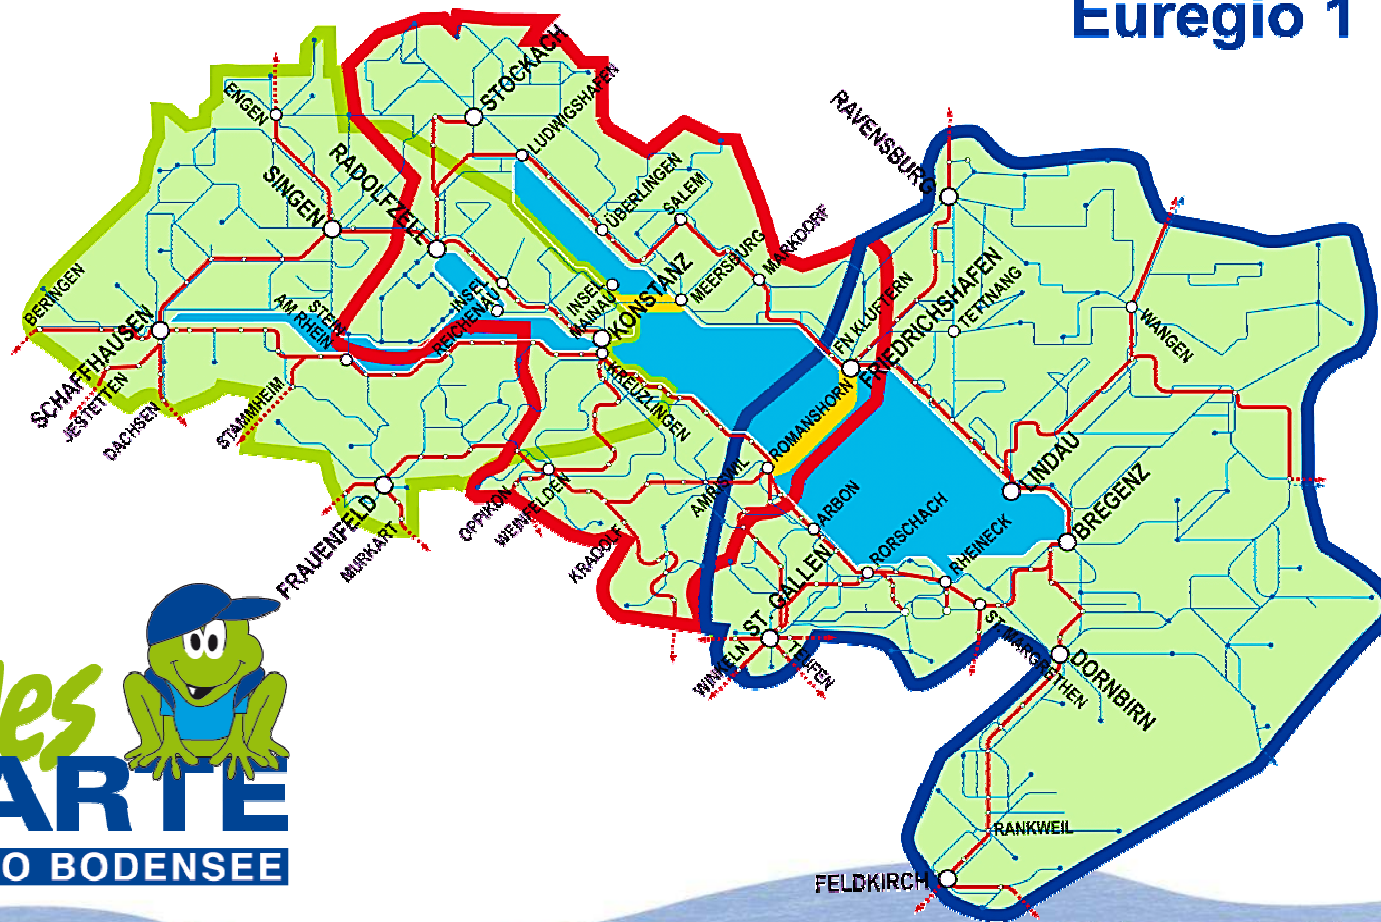 Euregio 1
STOCKACH
LUDWIGSHAFEN
ENGEN
RADOLFZELL
SINGEN
RAVENSBURG
ÜBERLINGEN
SALEM
MARKDORF
MEERSBURG
KONSTANZ
INSEL
MAINAU
INSEL
REICHENAU
FN.KLUFTERN
FRIEDRICHSHAFEN
TETTNANG
WANGEN
BERINGEN
SCHAFFHAUSEN
STEIN
AM RHEIN
JESTETTEN
DACHSEN
STAMMHEIM
KREUZLINGEN
ROMANSHORN
AMRISWIL
ARBON
RORSCHACH
RHEINECK
LINDAU
BREGENZ
FRAUENFELD
MURKART
OPPIKON
WEINFELDEN
KRADOLF
ST. GALLEN
WINKELN
TEUFEN
ST. MARGRETHEN
DORNBIRN
RANKWEIL
FELDKIRCH
les
ARTE
O BODENSEE